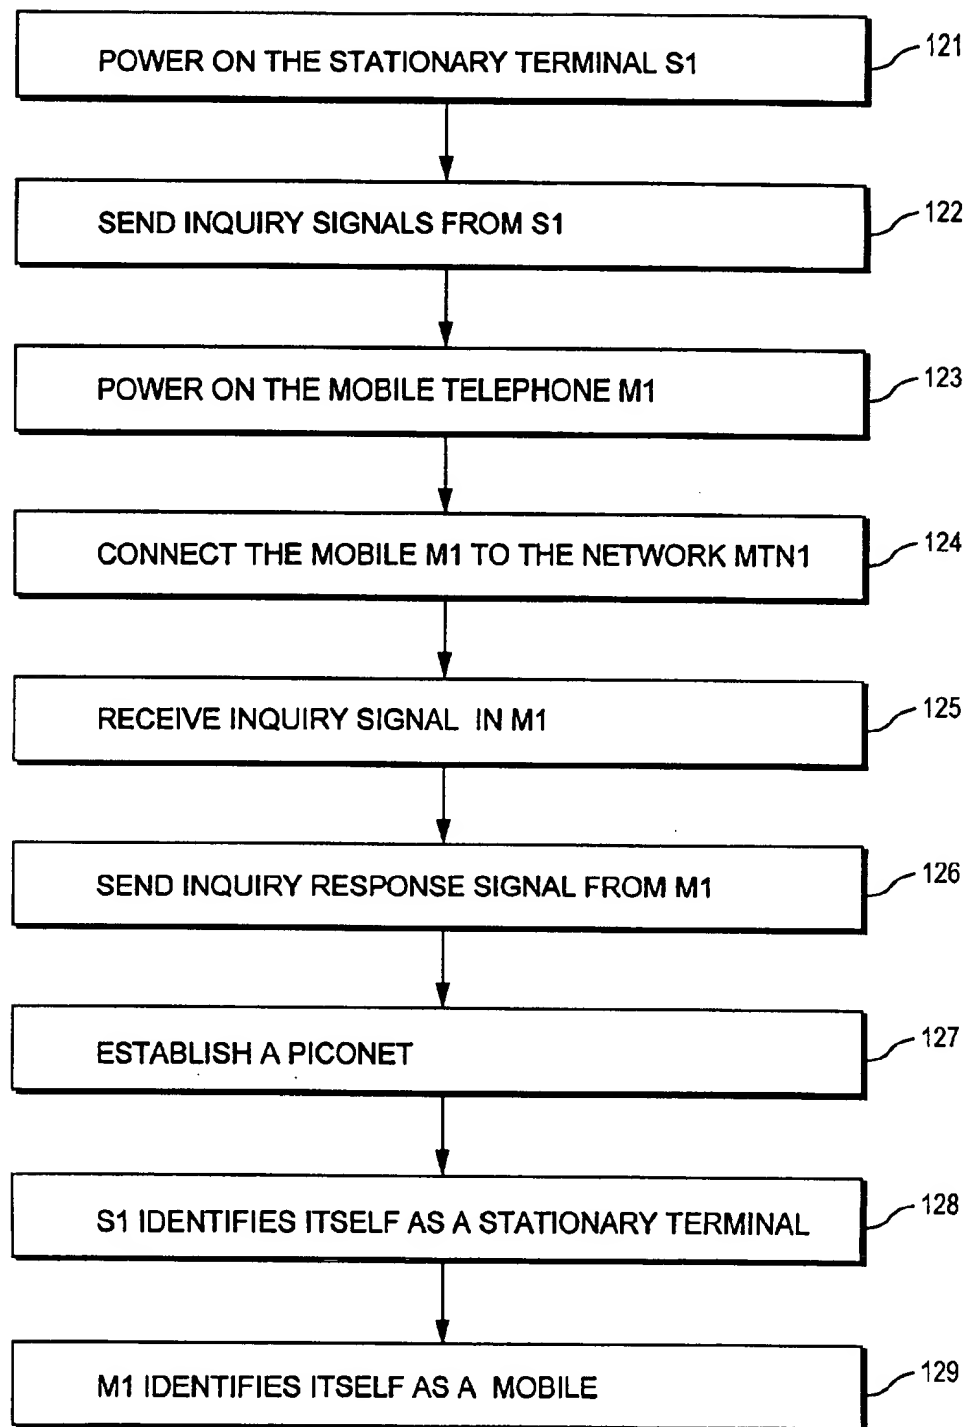 POWER ON THE STATIONARY TERMINAL S1
121
SEND INQUIRY SIGNALS FROM S1
122
POWER ON THE MOBILE TELEPHONE M1
123
CONNECT THE MOBILE M1 TO THE NETWORK MTN1
124
RECEIVE INQUIRY SIGNAL IN M1
125
SEND INQUIRY RESPONSE SIGNAL FROM M1
126
ESTABLISH A PICONET
127
S1 IDENTIFIES ITSELF AS A STATIONARY TERMINAL
128
M1 IDENTIFIES ITSELF AS A MOBILE
129